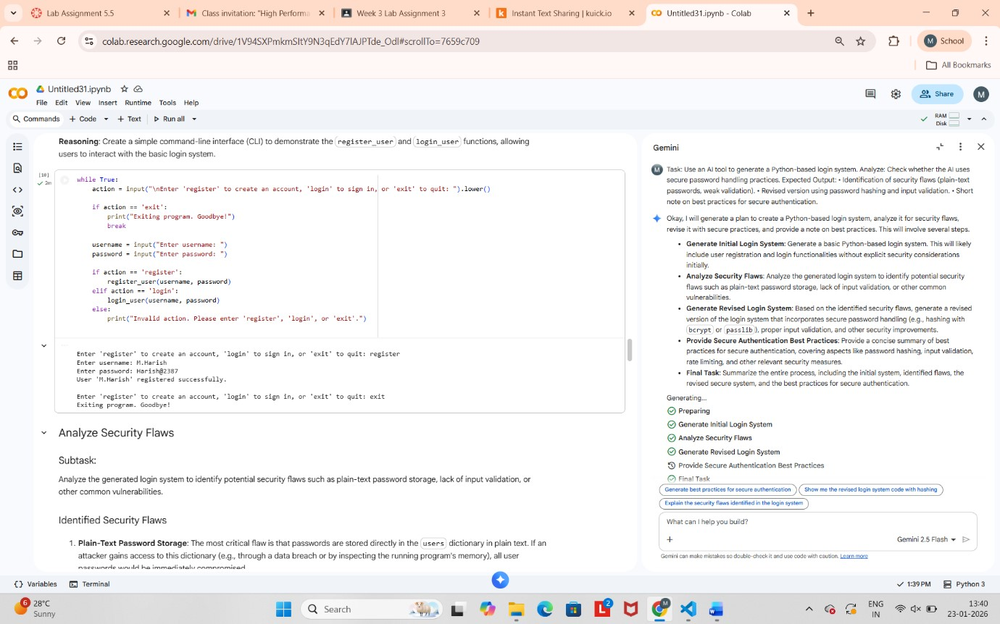 Lab Assignment 5.5
Class invitation: "High Performa
Week 3 Lab Assignment 3
Instant Text Sharing | kuick.io
Untitled31.ipynb - Colab
colab.research.google.com/drive/1V94SXPmkmSItY9N3qEdY7lAJPTde_Odl#scrollTo=7659c709
M School
All Bookmarks
Untitled31.ipynb
File Edit View Insert Runtime Tools Help
Share
M
Commands + Code + Text Run all
RAM
Disk
Reasoning: Create a simple command-line interface (CLI) to demonstrate the register_user and login_user functions, allowing
users to interact with the basic login system.
[10]
2m
while True:
action = input("\nEnter 'register' to create an account, 'login' to sign in, or 'exit' to quit: ").lower()
if action == 'exit':
print("Exiting program. Goodbye!")
break
username = input("Enter username: ")
password = input("Enter password: ")
if action == 'register':
register_user(username, password)
elif action == 'login':
login_user(username, password)
else:
print("Invalid action. Please enter 'register', 'login', or 'exit'.")
Enter 'register' to create an account, 'login' to sign in, or 'exit' to quit: register
Enter username: M.Harish
Enter password: Harish@2387
User 'M.Harish' registered successfully.
Enter 'register' to create an account, 'login' to sign in, or 'exit' to quit: exit
Exiting program. Goodbye!
Analyze Security Flaws
Subtask:
Analyze the generated login system to identify potential security flaws such as plain-text password storage, lack of input validation, or
other common vulnerabilities.
Identified Security Flaws
1. Plain-Text Password Storage: The most critical flaw is that passwords are stored directly in the users dictionary in plain text. If an
attacker gains access to this dictionary (e.g., through a data breach or by inspecting the running program's memory), all user
passwords would be immediately compromised.
Gemini
M
Task: Use an AI tool to generate a Python-based login system. Analyze: Check whether the AI uses
secure password handling practices. Expected Output: • Identification of security flaws (plain-text
passwords, weak validation). • Revised version using password hashing and input validation. • Short
note on best practices for secure authentication.
Okay, I will generate a plan to create a Python-based login system, analyze it for security flaws,
revise it with secure practices, and provide a note on best practices. This will involve several steps.
• Generate Initial Login System: Generate a basic Python-based login system. This will likely
include user registration and login functionalities without explicit security considerations
initially.
• Analyze Security Flaws: Analyze the generated login system to identify potential security
flaws such as plain-text password storage, lack of input validation, or other common
vulnerabilities.
• Generate Revised Login System: Based on the identified security flaws, generate a revised
version of the login system that incorporates secure password handling (e.g., hashing with
bcrypt or passlib), proper input validation, and other security improvements.
• Provide Secure Authentication Best Practices: Provide a concise summary of best
practices for secure authentication, covering aspects like password hashing, input validation,
rate limiting, and other relevant security measures.
• Final Task: Summarize the entire process, including the initial system, identified flaws, the
revised secure system, and the best practices for secure authentication.
Generating...
Preparing
Generate Initial Login System
Analyze Security Flaws
Generate Revised Login System
Provide Secure Authentication Best Practices
Final Task
Generate best practices for secure authentication
Show me the revised login system code with hashing
Explain the security flaws identified in the login system
What can I help you build?
+ Gemini 2.5 Flash
Gemini can make mistakes so double-check it and use code with caution. Learn more
Variables Terminal
1:39 PM Python 3
6
28°C
Sunny
Search
L 2
M
ENG
IN
13:40
23-01-2026